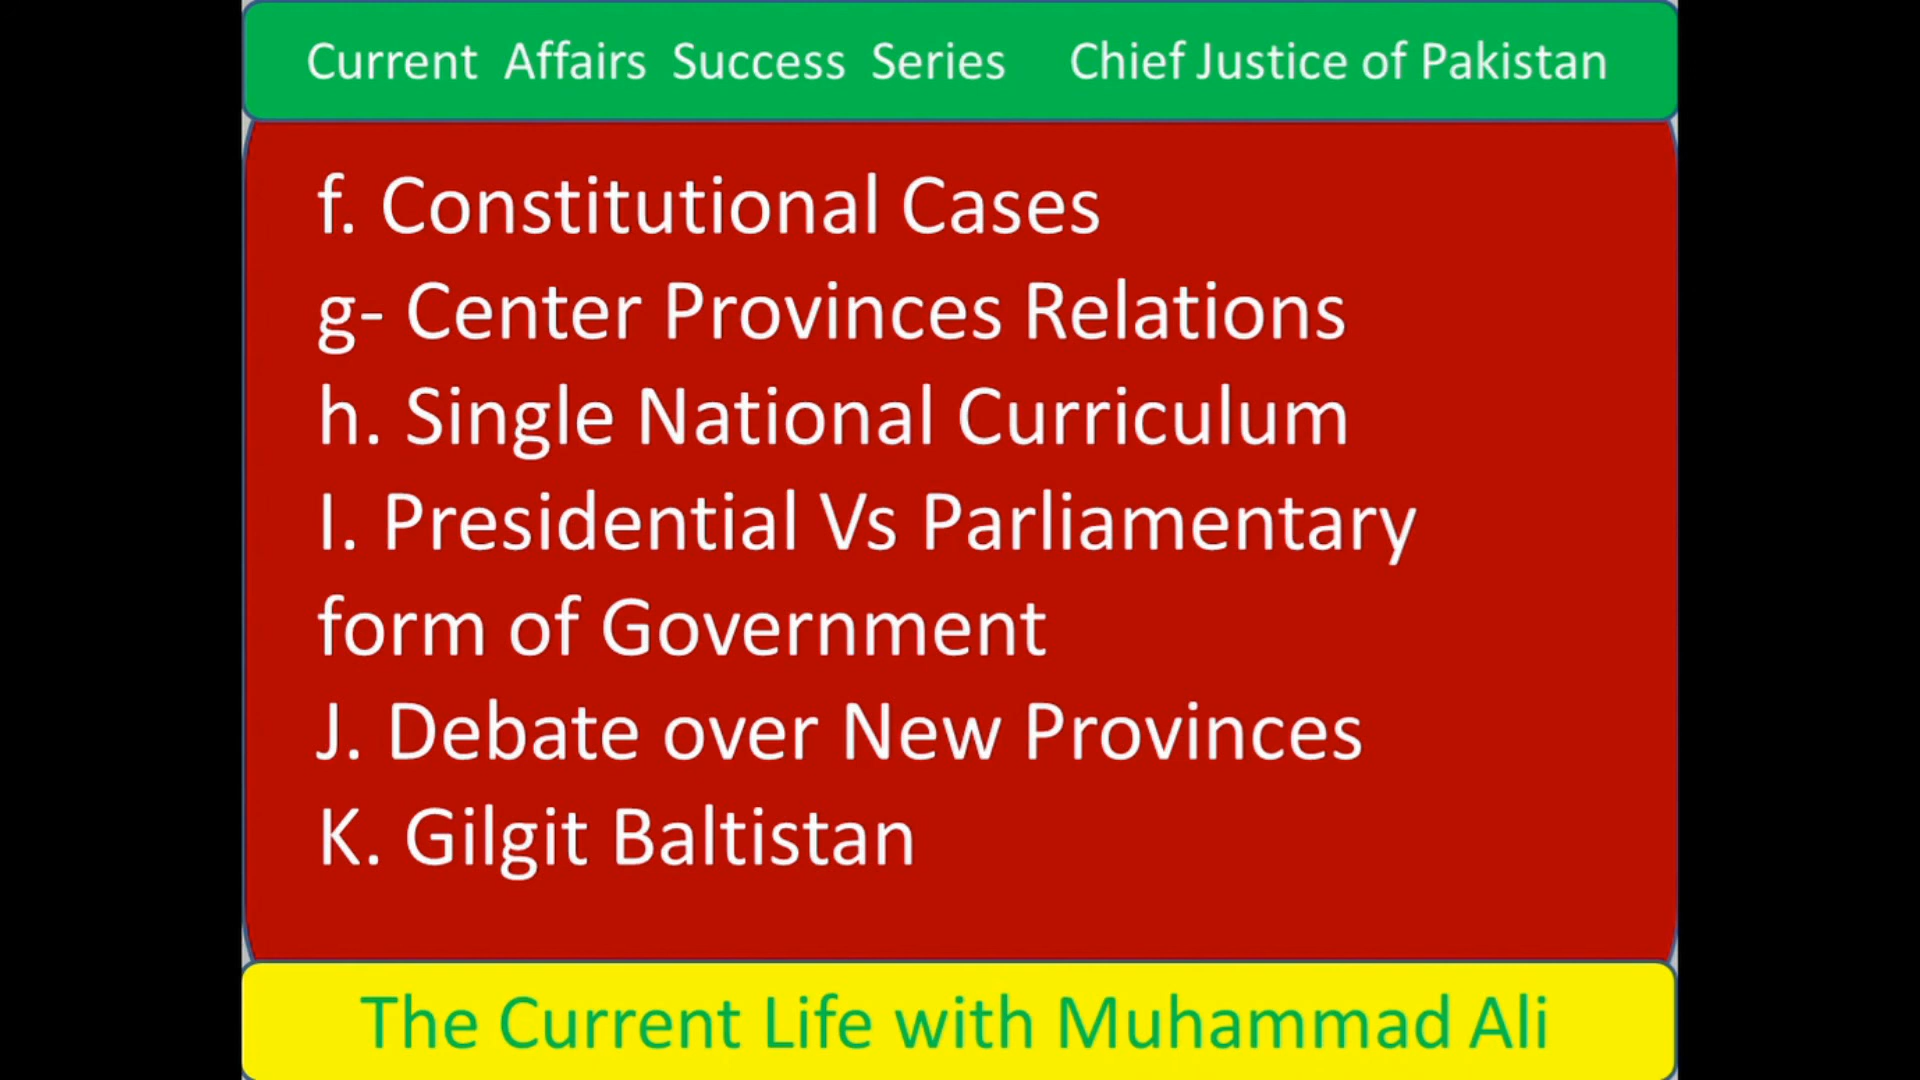 Current Affairs Success Series Chief Justice of Pakistan
f. Constitutional Cases
g- Center Provinces Relations
h. Single National Curriculum
I. Presidential Vs Parliamentary
form of Government
J. Debate over New Provinces
K. Gilgit Baltistan
The Current Life with Muhammad Ali